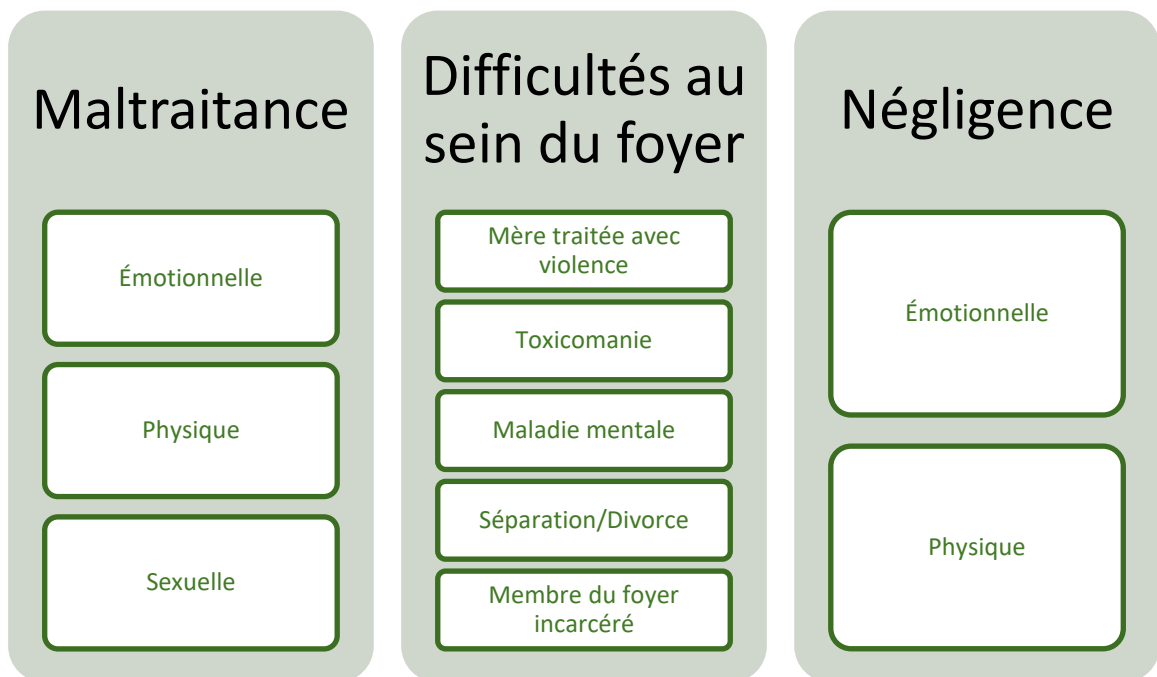 Maltraitance
Émotionnelle
Physique
Sexuelle
Difficultés au
sein du foyer
Mère traitée avec
violence
Toxicomanie
Maladie mentale
Séparation/Divorce
Membre du foyer
incarcéré
Négligence
Émotionnelle
Physique